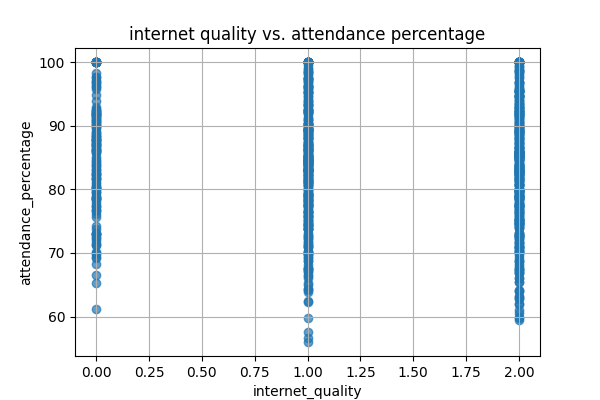 internet quality vs. attendance percentage
100
90
80
70
60
attendance_percentage
0.00 0.25 0.50 0.75 1.00 1.25 1.50 1.75 2.00
internet_quality